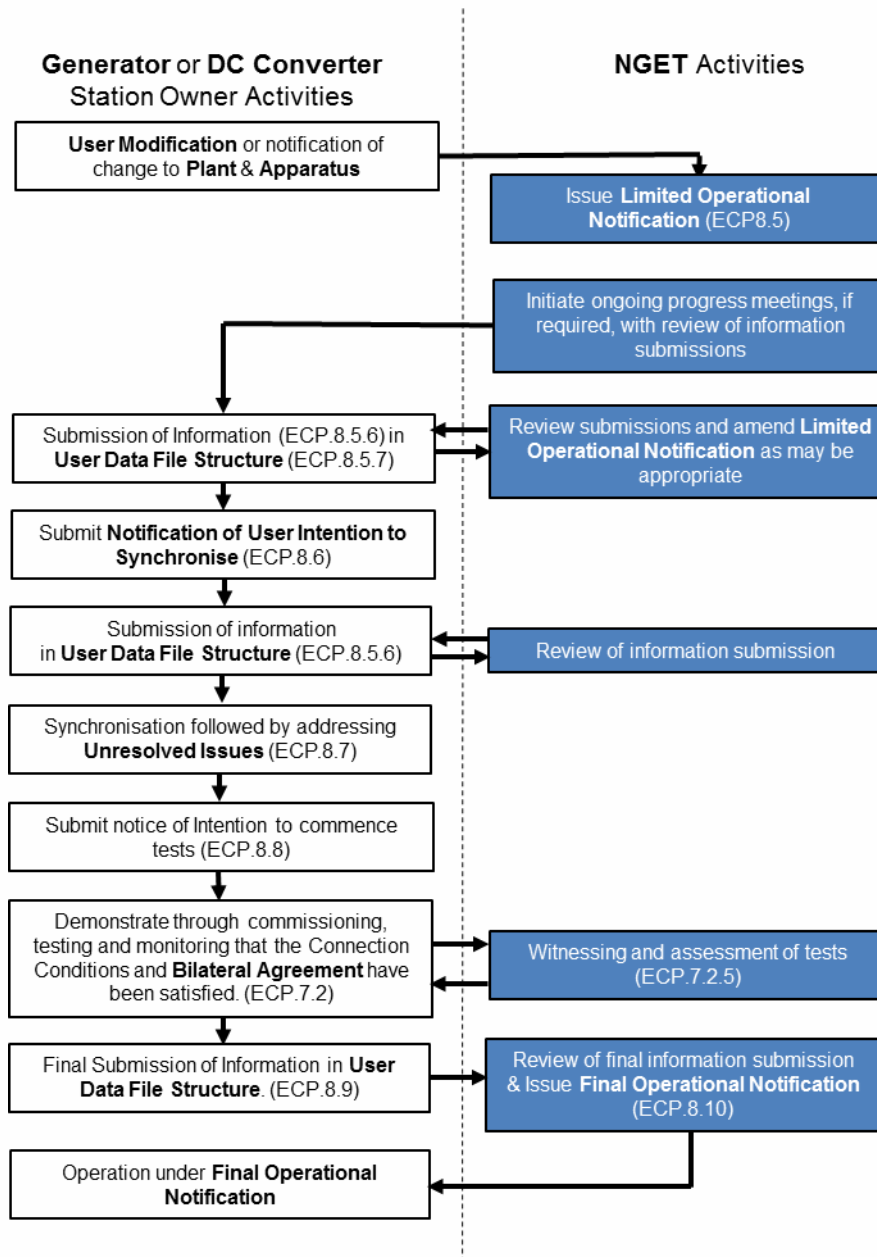 Generator or DC Converter
Station Owner Activities
NGET Activities
User Modification or notification of
change to Plant & Apparatus
Issue Limited Operational
Notification (ECP8.5)
Initiate ongoing progress meetings, if
required, with review of information
submissions
Submission of Information (ECP.8.5.6) in
User Data File Structure (ECP.8.5.7)
Review submissions and amend Limited
Operational Notification as may be
appropriate
Submit Notification of User Intention to
Synchronise (ECP.8.6)
Submission of information
in User Data File Structure (ECP.8.5.6)
Review of information submission
Synchronisation followed by addressing
Unresolved Issues (ECP.8.7)
Submit notice of Intention to commence
tests (ECP.8.8)
Demonstrate through commissioning,
testing and monitoring that the Connection
Conditions and Bilateral Agreement have
been satisfied. (ECP.7.2)
Witnessing and assessment of tests
(ECP.7.2.5)
Final Submission of Information in User
Data File Structure. (ECP.8.9)
Review of final information submission
& Issue Final Operational Notification
(ECP.8.10)
Operation under Final Operational
Notification